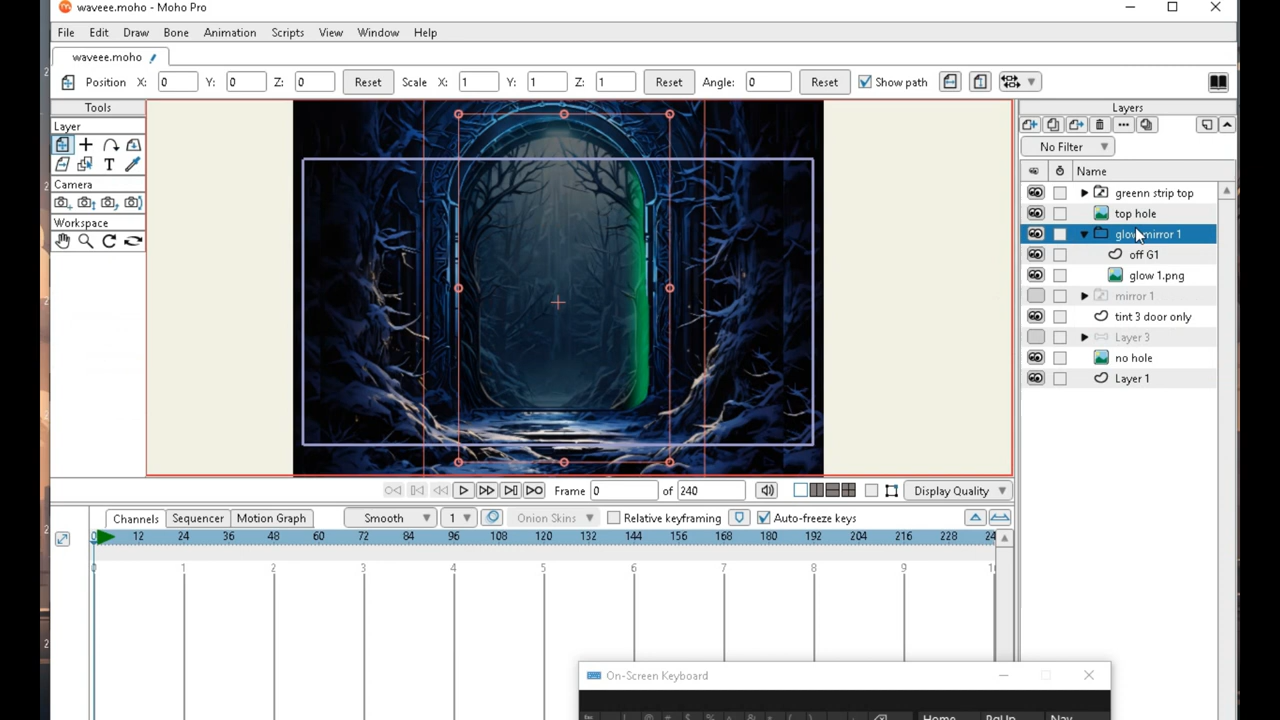 waveee.moho - Moho Pro
File Edit Draw Bone Animation Scripts View Window Help
waveee.moho
Position X: 0 Y: 0 Z: 0 Reset Scale X: 1 Y: 1 Z: 1 Reset Angle: 0 Reset Show path
Tools
Layers
Layer
No Filter
Name
Camera
greenn strip top
top hole
Workspace
glow mirror 1
off G1
glow 1.png
mirror 1
tint 3 door only
Layer 3
no hole
Layer 1
Frame 0 of 240 Display Quality
Channels Sequencer Motion Graph Smooth 1 Onion Skins Relative keyframing Auto-freeze keys
0 12 24 36 48 60 72 84 96 108 120 132 144 156 168 180 192 204 216 228 24
0 1 2 3 4 5 6 7 8 9
On-Screen Keyboard
Home PgUp Nav